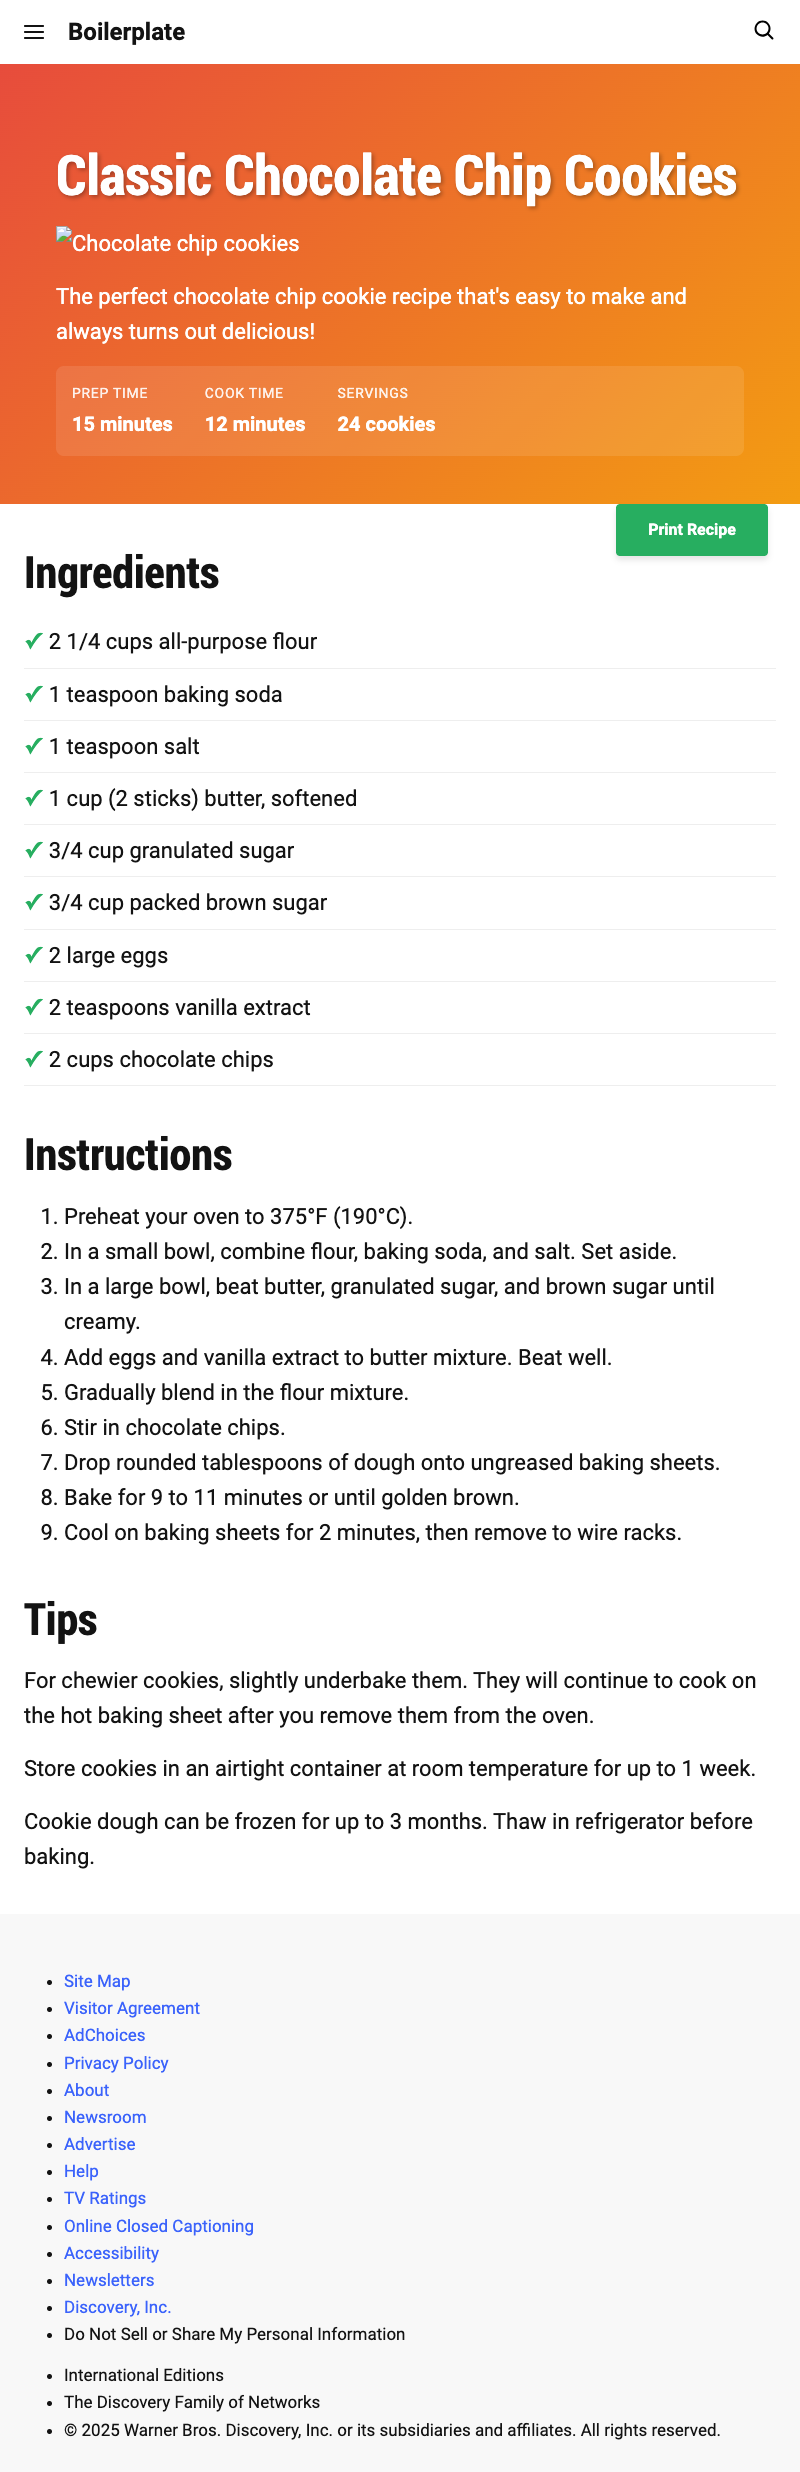 Boilerplate
Classic Chocolate Chip Cookies
Chocolate chip cookies
The perfect chocolate chip cookie recipe that's easy to make and
always turns out delicious!
PREP TIME
15 minutes
COOK TIME
12 minutes
SERVINGS
24 cookies
Print Recipe
Ingredients
✔ 2 1/4 cups all-purpose flour
✔ 1 teaspoon baking soda
✔ 1 teaspoon salt
✔ 1 cup (2 sticks) butter, softened
✔ 3/4 cup granulated sugar
✔ 3/4 cup packed brown sugar
✔ 2 large eggs
✔ 2 teaspoons vanilla extract
✔ 2 cups chocolate chips
Instructions
1. Preheat your oven to 375°F (190°C).
2. In a small bowl, combine flour, baking soda, and salt. Set aside.
3. In a large bowl, beat butter, granulated sugar, and brown sugar until
creamy.
4. Add eggs and vanilla extract to butter mixture. Beat well.
5. Gradually blend in the flour mixture.
6. Stir in chocolate chips.
7. Drop rounded tablespoons of dough onto ungreased baking sheets.
8. Bake for 9 to 11 minutes or until golden brown.
9. Cool on baking sheets for 2 minutes, then remove to wire racks.
Tips
For chewier cookies, slightly underbake them. They will continue to cook on
the hot baking sheet after you remove them from the oven.
Store cookies in an airtight container at room temperature for up to 1 week.
Cookie dough can be frozen for up to 3 months. Thaw in refrigerator before
baking.
• Site Map
• Visitor Agreement
• AdChoices
• Privacy Policy
• About
• Newsroom
• Advertise
• Help
• TV Ratings
• Online Closed Captioning
• Accessibility
• Newsletters
• Discovery, Inc.
• Do Not Sell or Share My Personal Information
• International Editions
• The Discovery Family of Networks
• © 2025 Warner Bros. Discovery, Inc. or its subsidiaries and affiliates. All rights reserved.